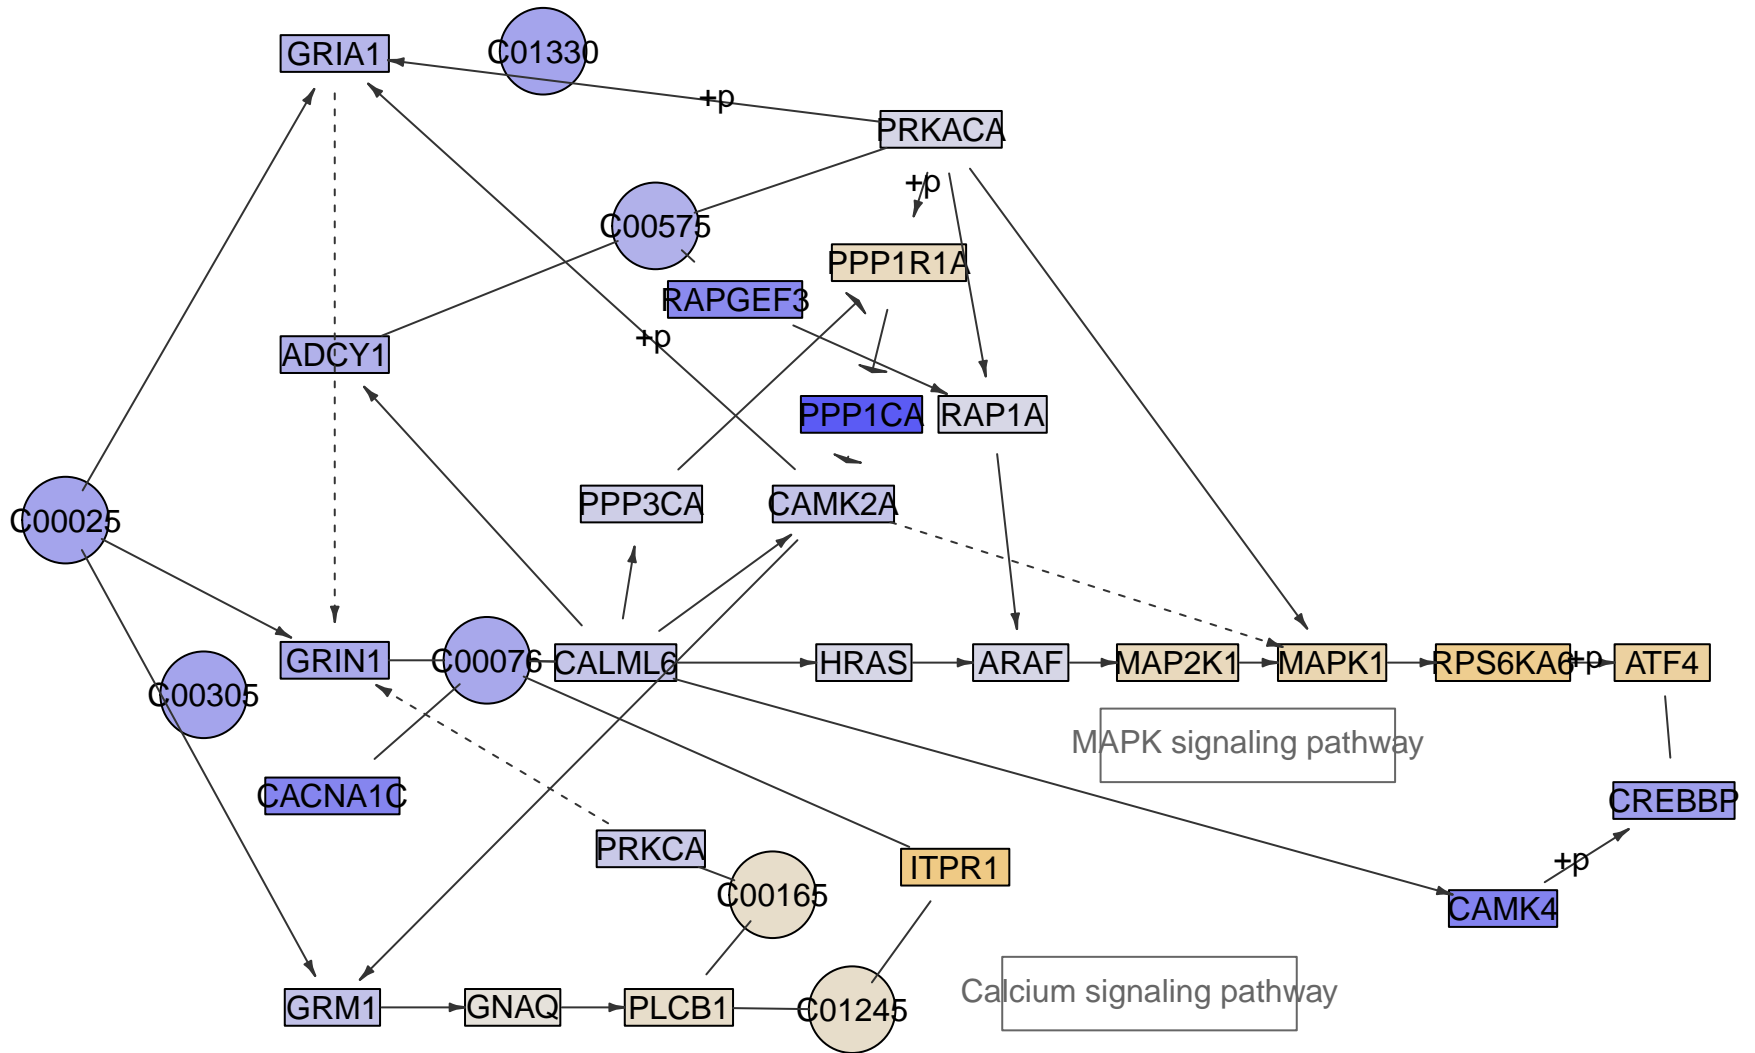 GRIA1
C01330
+p
PRKACA
+p
C00575
PPP1R1A
RAPGEF3
+p
ADCY1
PPP1CA
RAP1A
PPP3CA
CAMK2A
C00025
GRIN1
C00076
CALML6
HRAS
ARAF
MAP2K1
MAPK1
RPS6KA6
+p
ATF4
C00305
MAPK signaling pathway
CACNA1C
CREBBP
PRKCA
ITPR1
+p
C00165
CAMK4
Calcium signaling pathway
GRM1
GNAQ
PLCB1
C01245